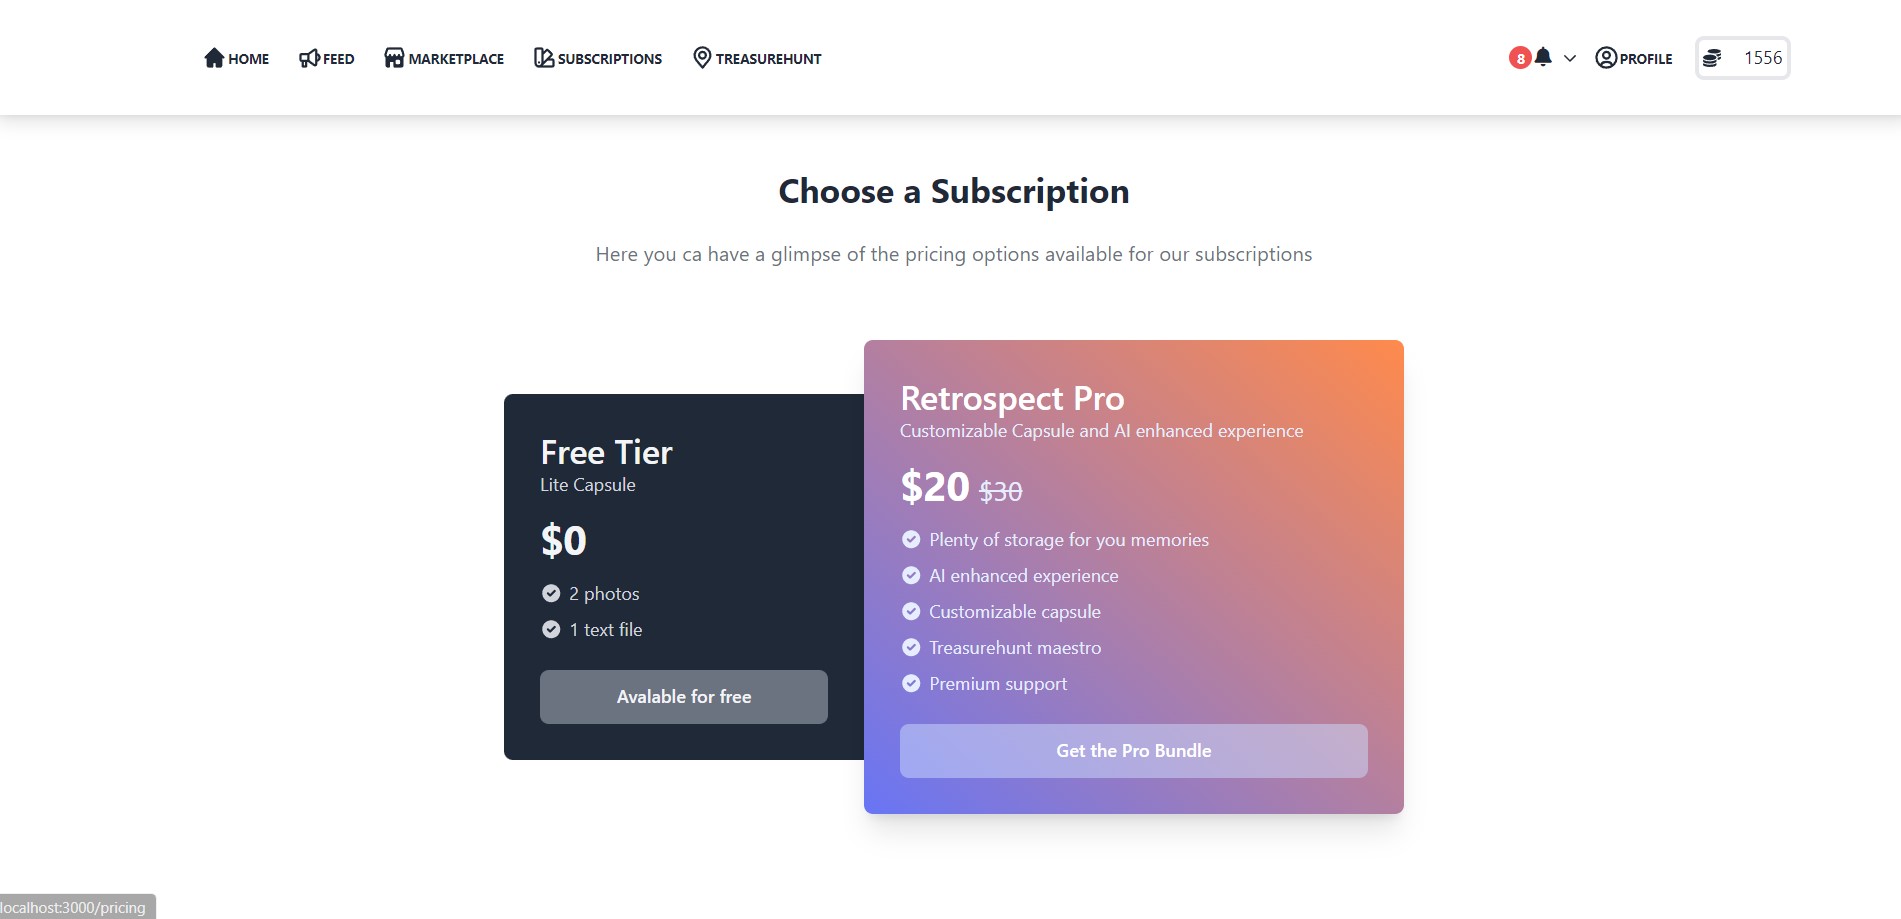 HOME FEED MARKETPLACE SUBSCRIPTIONS TREASUREHUNT 8 PROFILE 1556
Choose a Subscription
Here you ca have a glimpse of the pricing options available for our subscriptions
Free Tier
Lite Capsule
$0
2 photos
1 text file
Avalable for free
Retrospect Pro
Customizable Capsule and AI enhanced experience
$20 $30
Plenty of storage for you memories
AI enhanced experience
Customizable capsule
Treasurehunt maestro
Premium support
Get the Pro Bundle
localhost:3000/pricing